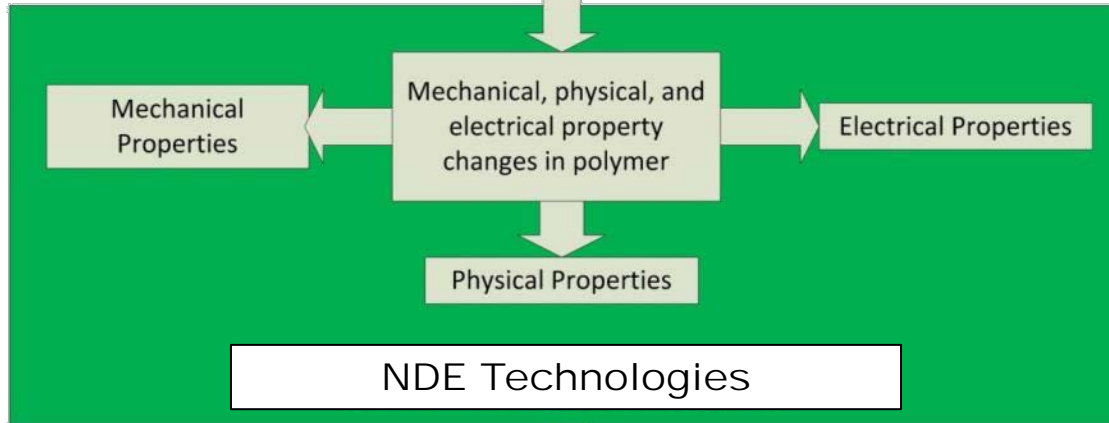 Mechanical
Properties
Mechanical, physical, and
electrical property
changes in polymer
Electrical Properties
Physical Properties
NDE Technologies